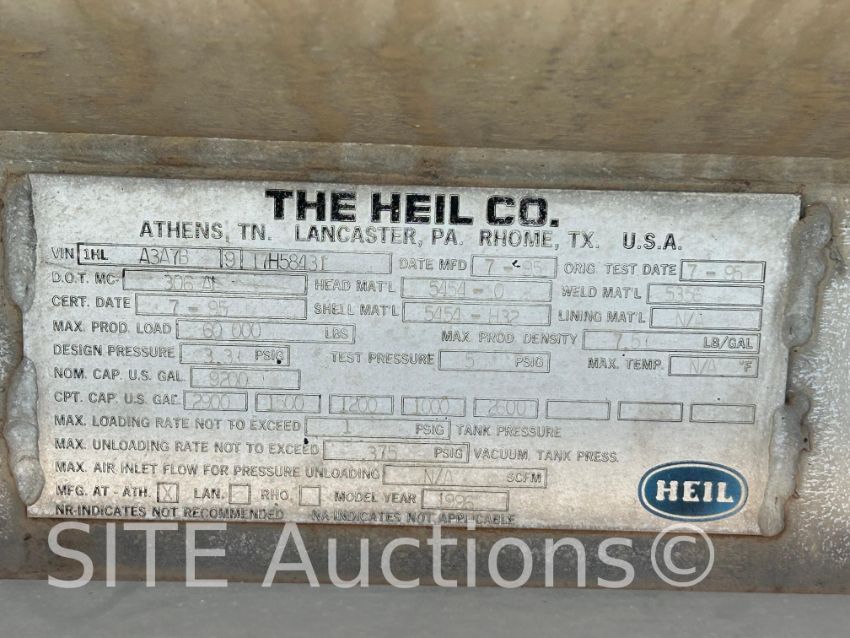 THE HEIL CO.
ATHENS, TN. LANCASTER, PA. RHOME, TX. U.S.A.
VIN 1HL A3A7B 9 T7H58431 DATE MFD 7 - 95 ORIG. TEST DATE 7 - 95
D.O.T. MC- 306 AL HEAD MAT'L 5454 - 0 WELD MAT'L 5356
CERT. DATE 7 - 95 SHELL MAT'L 5454 - H32 LINING MAT'L N/A
MAX. PROD. LOAD 60 000 LBS MAX. PROD. DENSITY LB/GAL
DESIGN PRESSURE 3.3 PSIG TEST PRESSURE 5 PSIG MAX. TEMP. N/A °F
NOM. CAP. U.S. GAL. 9200
CPT. CAP. U.S. GAL. 2900 1500 1200 1000 2600
MAX. LOADING RATE NOT TO EXCEED 1 PSIG TANK PRESSURE
MAX. UNLOADING RATE NOT TO EXCEED .375 PSIG VACUUM, TANK PRESS.
MAX. AIR INLET FLOW FOR PRESSURE UNLOADING N/A SCFM
MFG. AT - ATH. X LAN. RHO. MODEL YEAR 1996
NR-INDICATES NOT RECOMMENDED NA-INDICATES NOT APPLICABLE
HEIL
SITE Auctions©